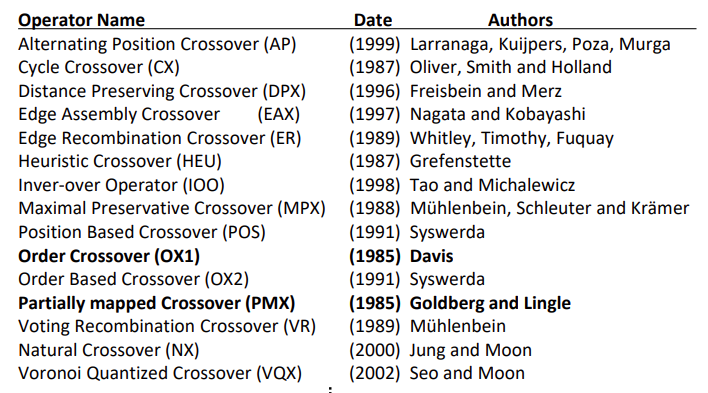 Operator Name Date Authors
Alternating Position Crossover (AP) (1999) Larranaga, Kuijpers, Poza, Murga
Cycle Crossover (CX) (1987) Oliver, Smith and Holland
Distance Preserving Crossover (DPX) (1996) Freisbein and Merz
Edge Assembly Crossover (EAX) (1997) Nagata and Kobayashi
Edge Recombination Crossover (ER) (1989) Whitley, Timothy, Fuquay
Heuristic Crossover (HEU) (1987) Grefenstette
Inver-over Operator (IOO) (1998) Tao and Michalewicz
Maximal Preservative Crossover (MPX) (1988) Mühlenbein, Schleuter and Krämer
Position Based Crossover (POS) (1991) Syswerda
Order Crossover (OX1) (1985) Davis
Order Based Crossover (OX2) (1991) Syswerda
Partially mapped Crossover (PMX) (1985) Goldberg and Lingle
Voting Recombination Crossover (VR) (1989) Mühlenbein
Natural Crossover (NX) (2000) Jung and Moon
Voronoi Quantized Crossover (VQX) (2002) Seo and Moon